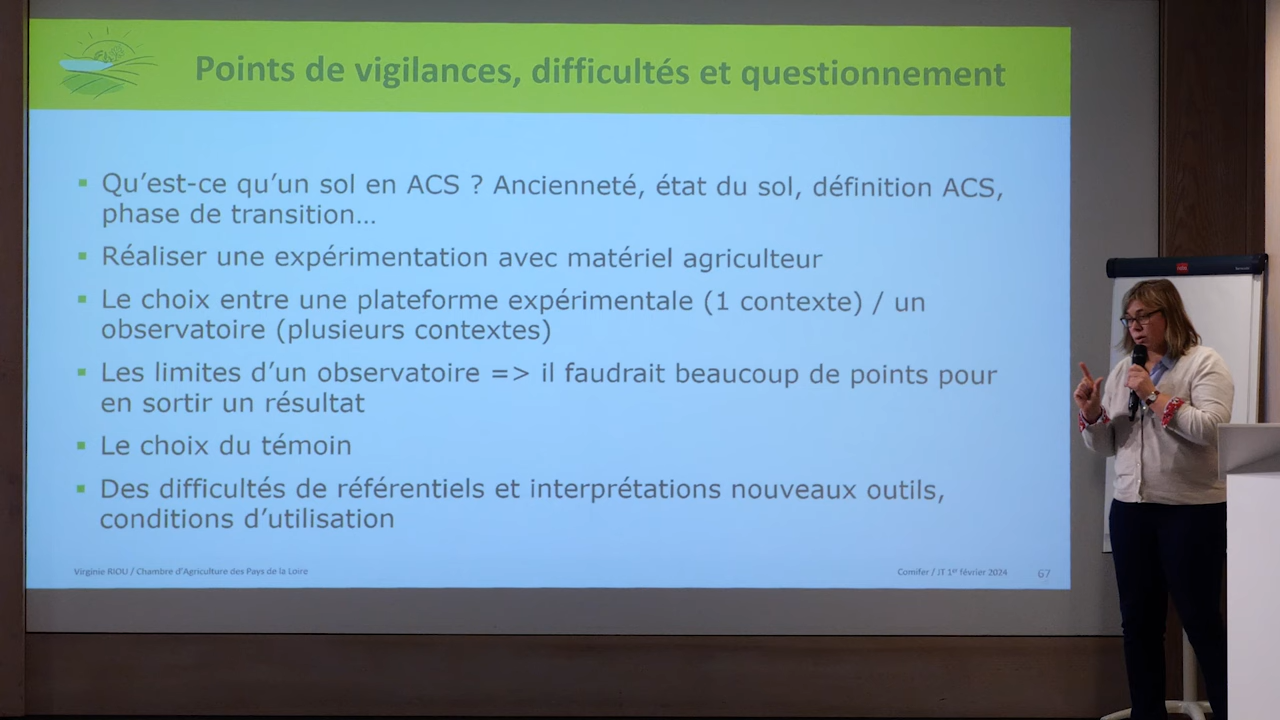 Points de vigilances, difficultés et questionnement
▪ Qu’est-ce qu’un sol en ACS ? Ancienneté, état du sol, définition ACS,
phase de transition…
▪ Réaliser une expérimentation avec matériel agriculteur
▪ Le choix entre une plateforme expérimentale (1 contexte) / un
observatoire (plusieurs contextes)
▪ Les limites d’un observatoire => il faudrait beaucoup de points pour
en sortir un résultat
▪ Le choix du témoin
▪ Des difficultés de référentiels et interprétations nouveaux outils,
conditions d’utilisation
Virginie RIOU / Chambre d’Agriculture des Pays de la Loire
Comifer / JT 1er février 2024
67